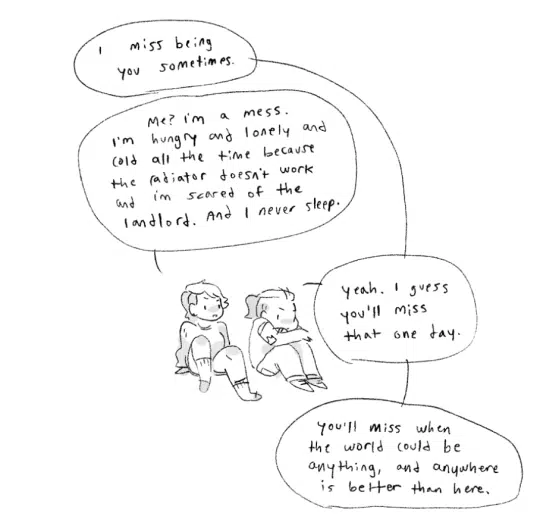 I miss being
you sometimes.
Me? I'm a mess.
I'm hungry and lonely and
cold all the time because
the radiator doesn't work
and i'm scared of the
landlord. And I never sleep.
yeah. I guess
you'll miss
that one day.
you'll miss when
the world could be
anything, and anywhere
is better than here.